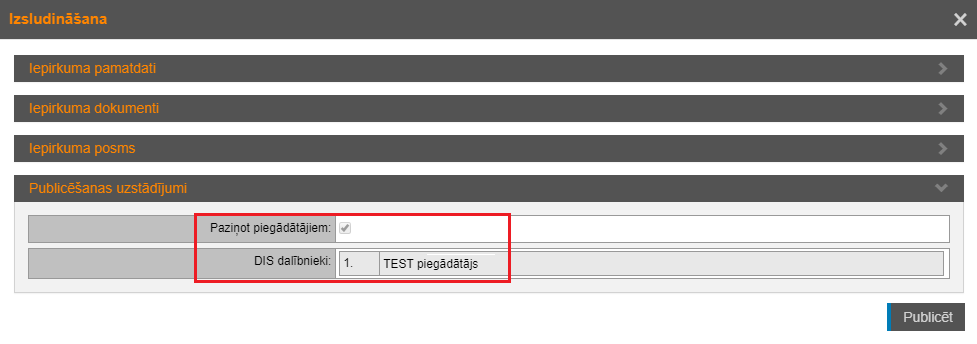 Izsludināšana
Iepirkuma pamatdati
Iepirkuma dokumenti
Iepirkuma posms
Publicēšanas uzstādījumi
Paziņot piegādātājiem:
DIS dalībnieki: 1. TEST piegādātājs
Publicēt